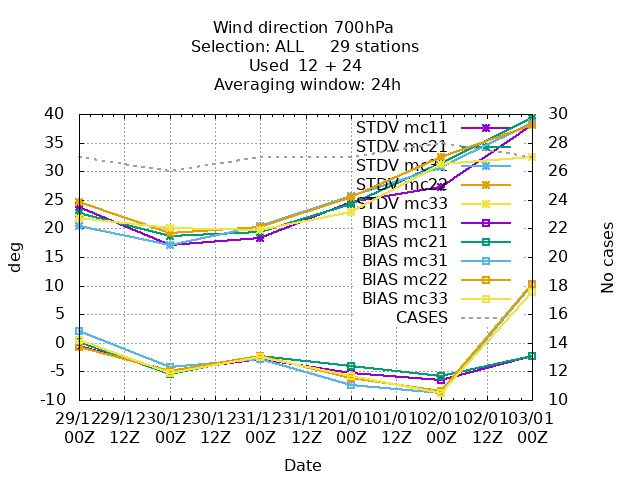 Wind direction 700hPa
Selection: ALL 29 stations
Used 12 + 24
Averaging window: 24h
40 30
35 28
30 26
25 24
20 22
15 20
10 18
5 16
0 14
-5 12
-10 10
STDV mc11
STDV mc21
STDV mc31
STDV mc22
STDV mc33
BIAS mc11
BIAS mc21
BIAS mc31
BIAS mc22
BIAS mc33
CASES
deg
No cases
29/12 29/12 30/12 30/12 31/12 31/12 01/01 01/01 02/01 02/01 03/01
00Z 12Z 00Z 12Z 00Z 12Z 00Z 12Z 00Z 12Z 00Z
Date